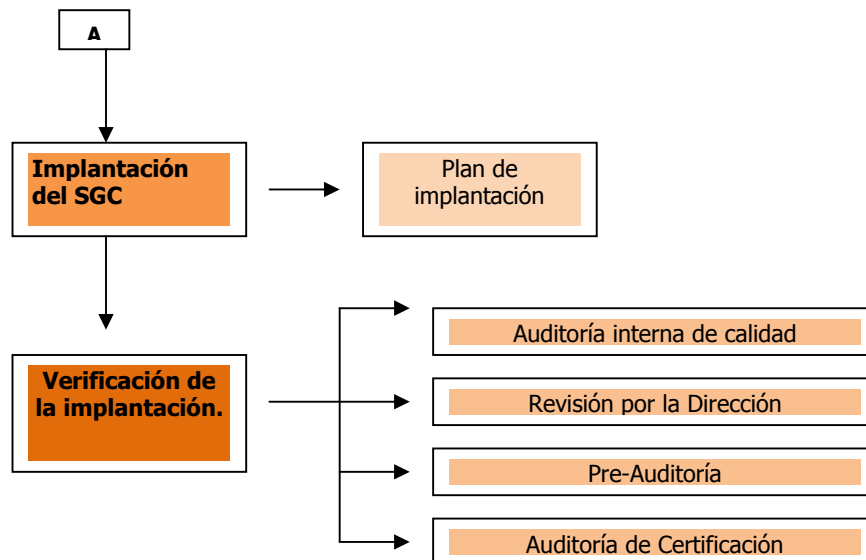 A
Implantación
del SGC
Plan de
implantación
Auditoría interna de calidad
Verificación de
la implantación.
Revisión por la Dirección
Pre-Auditoría
Auditoría de Certificación